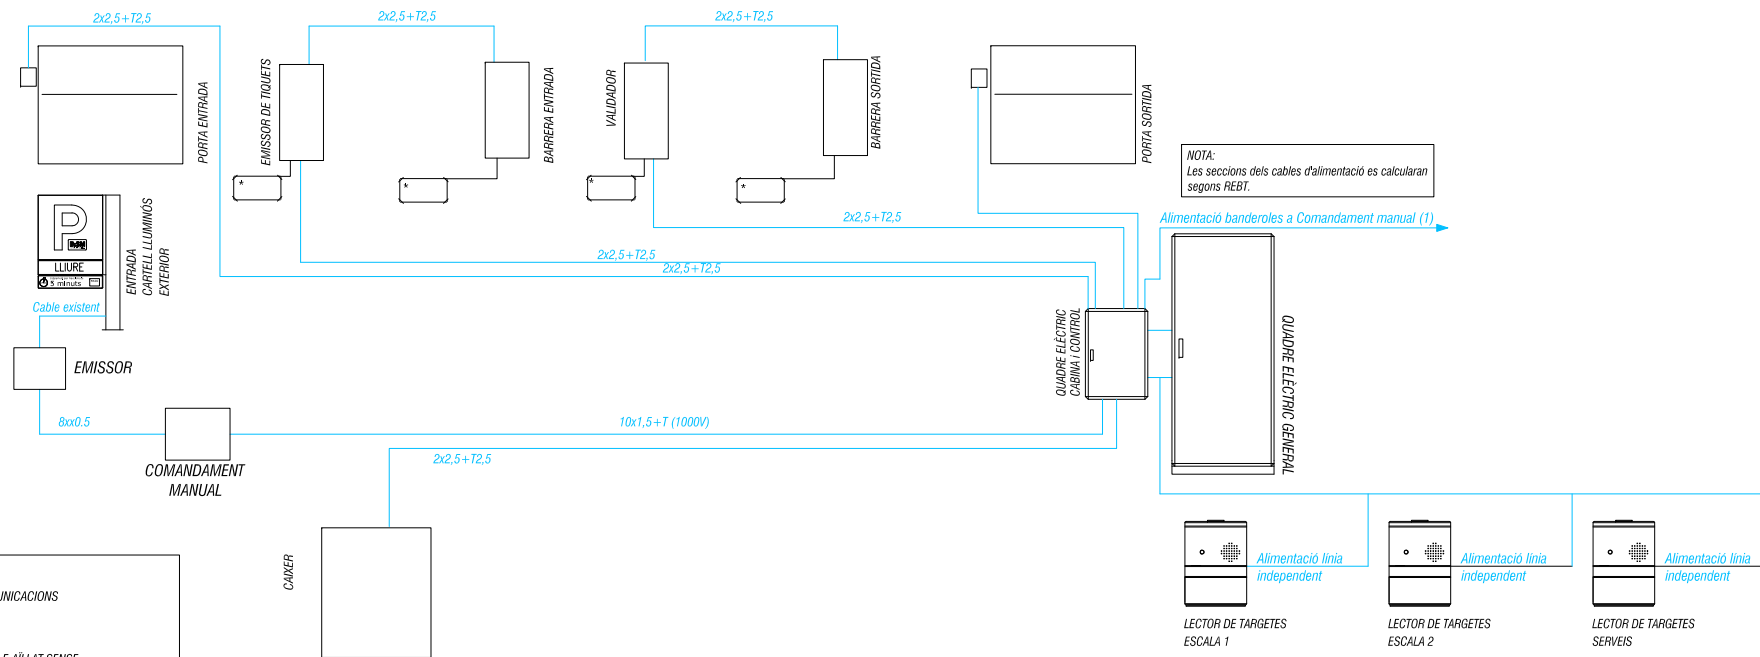 2x2,5+T2,5
2x2,5+T2,5
2x2,5+T2,5
PORTA ENTRADA
EMISSOR DE TIQUETS
BARRERA ENTRADA
VALIDADOR
BARRERA SORTIDA
PORTA SORTIDA
*
*
*
*
NOTA:
Les seccions dels cables d'alimentació es calcularan
segons REBT.
P
LLIURE
3 minuts
ENTRADA
CARTELL LLUMINÓS
EXTERIOR
2x2,5+T2,5
Alimentació banderoles a Comandament manual (1)
2x2,5+T2,5
2x2,5+T2,5
Cable existent
EMISSOR
QUADRE ELÈCTRIC
CABINA i CONTROL
QUADRE ELÈCTRIC GENERAL
8xx0.5
10x1,5+T (1000V)
COMANDAMENT
MANUAL
2x2,5+T2,5
CAIXER
Alimentació línia
independent
Alimentació línia
independent
Alimentació línia
independent
LECTOR DE TARGETES
ESCALA 1
LECTOR DE TARGETES
ESCALA 2
LECTOR DE TARGETES
SERVEIS
UNICACIONS